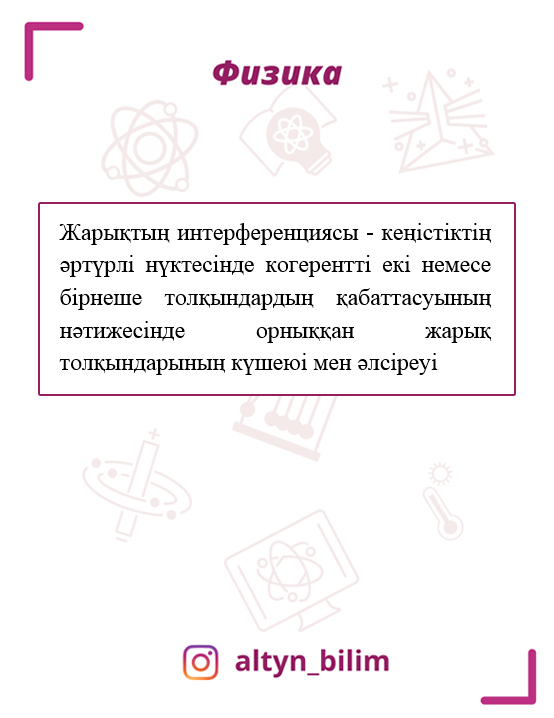 Физика
Жарықтың интерференциясы - кеңістіктің
әртүрлі нүктесінде когерентті екі немесе
бірнеше толқындардың қабаттасуының
нәтижесінде орныққан жарық
толқындарының күшеюі мен әлсіреуі
altyn_bilim